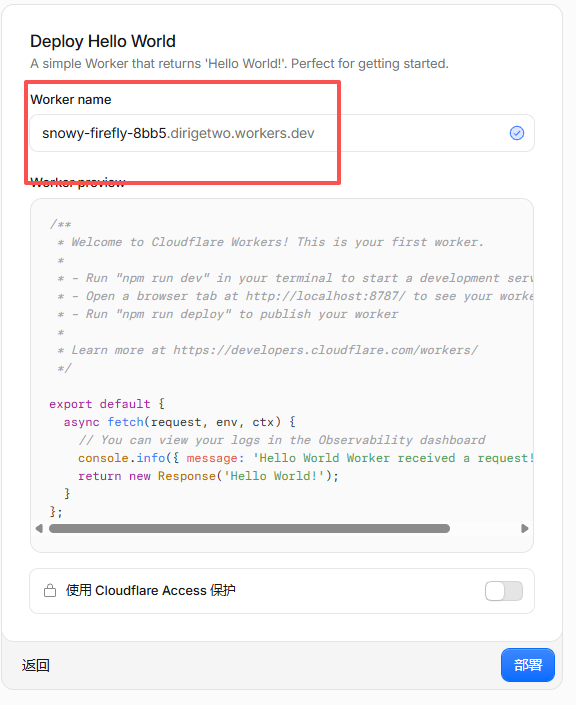 Deploy Hello World
A simple Worker that returns 'Hello World!'. Perfect for getting started.
Worker name
snowy-firefly-8bb5.dirigetwo.workers.dev
Worker preview
/**
 * Welcome to Cloudflare Workers! This is your first worker.
 *
 * - Run "npm run dev" in your terminal to start a development serv
 * - Open a browser tab at http://localhost:8787/ to see your worke
 * - Run "npm run deploy" to publish your worker
 *
 * Learn more at https://developers.cloudflare.com/workers/
 */
export default {
  async fetch(request, env, ctx) {
    // You can view your logs in the Observability dashboard
    console.info({ message: 'Hello World Worker received a request!
    return new Response('Hello World!');
  }
};
使用 Cloudflare Access 保护
返回
部署